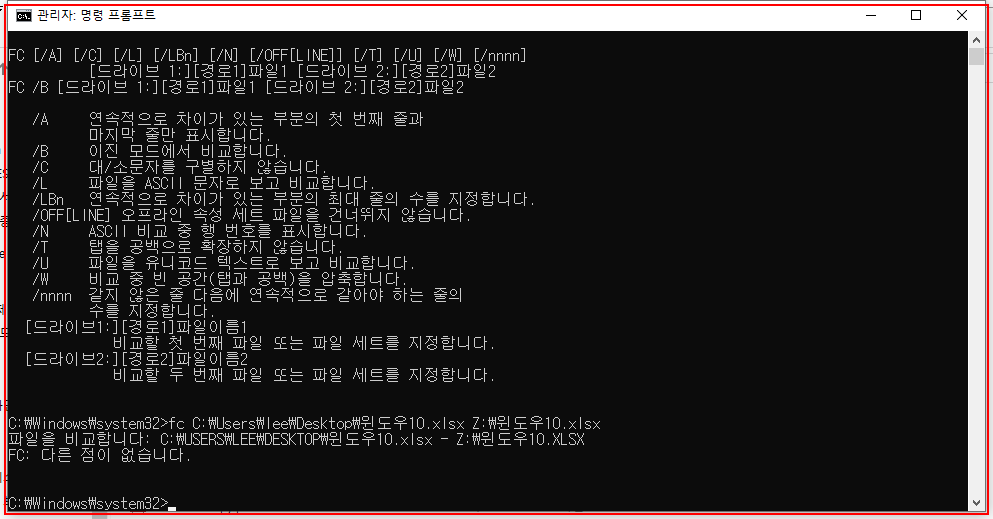 관리자: 명령 프롬프트
FC [/A] [/C] [/L] [/LBn] [/N] [/OFF[LINE]] [/T] [/U] [/W] [/nnnn]
[드라이브 1:][경로1]파일1 [드라이브 2:][경로2]파일2
FC /B [드라이브 1:][경로1]파일1 [드라이브 2:][경로2]파일2
/A 연속적으로 차이가 있는 부분의 첫 번째 줄과
마지막 줄만 표시합니다.
/B 이진 모드에서 비교합니다.
/C 대/소문자를 구별하지 않습니다.
/L 파일을 ASCII 문자로 보고 비교합니다.
/LBn 연속적으로 차이가 있는 부분의 최대 줄의 수를 지정합니다.
/OFF[LINE] 오프라인 속성 세트 파일을 건너뛰지 않습니다.
/N ASCII 비교 중 행 번호를 표시합니다.
/T 탭을 공백으로 확장하지 않습니다.
/U 파일을 유니코드 텍스트로 보고 비교합니다.
/W 비교 중 빈 공간(탭과 공백)을 압축합니다.
/nnnn 같지 않은 줄 다음에 연속적으로 같아야 하는 줄의
수를 지정합니다.
[드라이브1:][경로1]파일이름1
비교할 첫 번째 파일 또는 파일 세트를 지정합니다.
[드라이브2:][경로2]파일이름2
비교할 두 번째 파일 또는 파일 세트를 지정합니다.
C:₩Windows₩system32>fc C:₩Users₩lee₩Desktop₩윈도우10.xlsx Z:₩윈도우10.xlsx
파일을 비교합니다: C:₩USERS₩LEE₩DESKTOP₩윈도우10.xlsx - Z:₩윈도우10.XLSX
FC: 다른 점이 없습니다.
C:₩Windows₩system32>